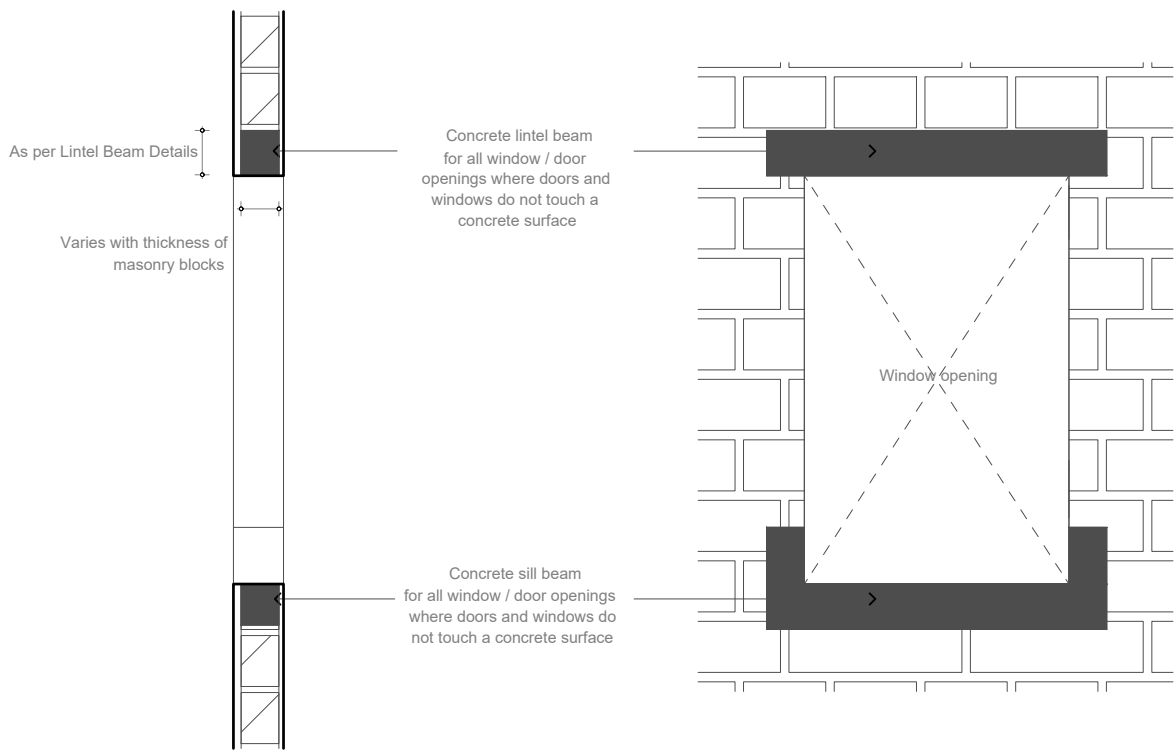 As per Lintel Beam Details
Varies with thickness of
masonry blocks
Concrete lintel beam
for all window / door
openings where doors and
windows do not touch a
concrete surface
Window opening
Concrete sill beam
for all window / door openings
where doors and windows do
not touch a concrete surface